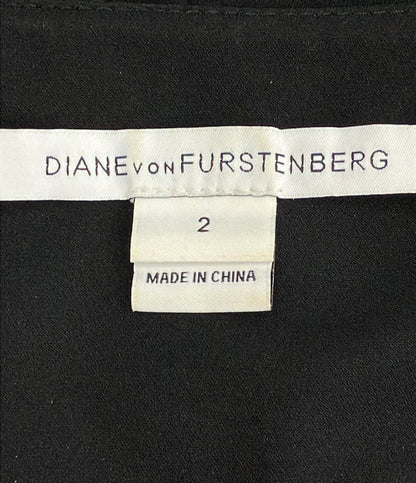 DIANE VON FURSTENBERG
2
MADE IN CHINA